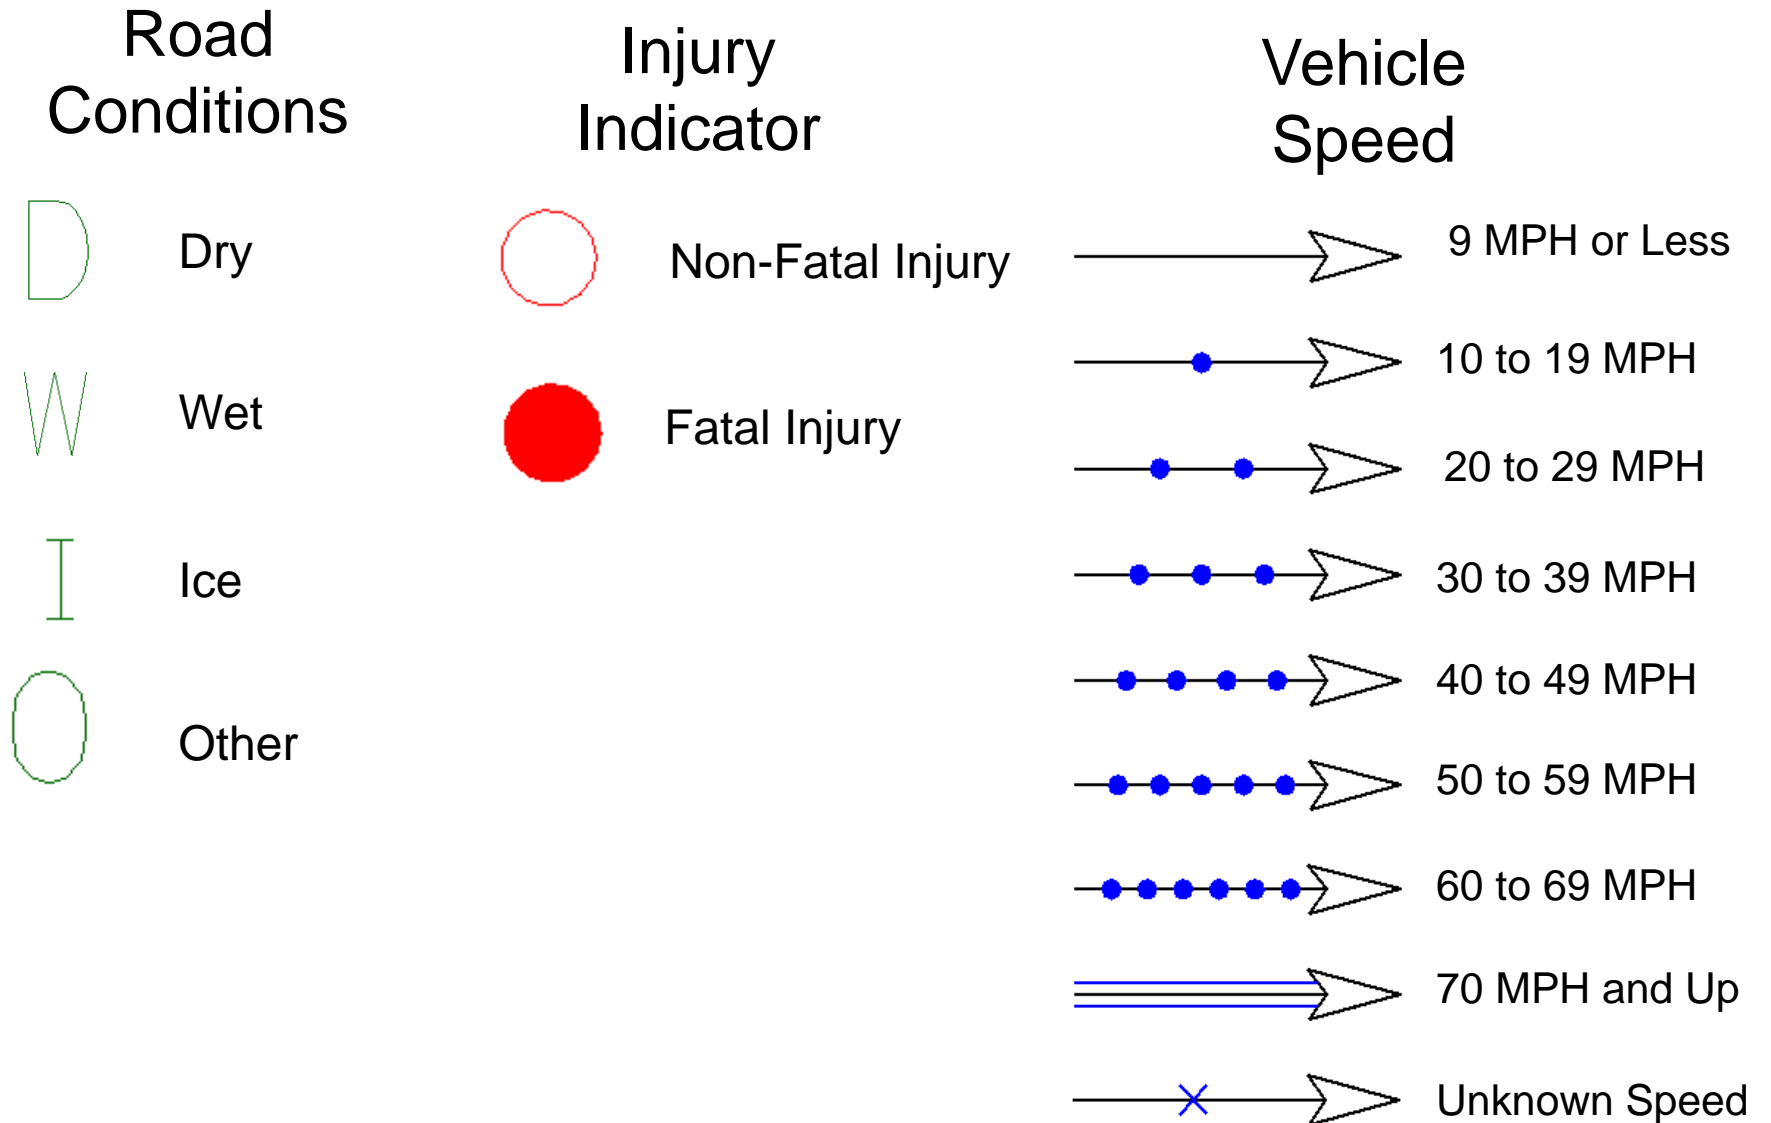 Road
Conditions
D Dry
W Wet
I Ice
O Other
Injury
Indicator
Non-Fatal Injury
Fatal Injury
Vehicle
Speed
9 MPH or Less
10 to 19 MPH
20 to 29 MPH
30 to 39 MPH
40 to 49 MPH
50 to 59 MPH
60 to 69 MPH
70 MPH and Up
Unknown Speed